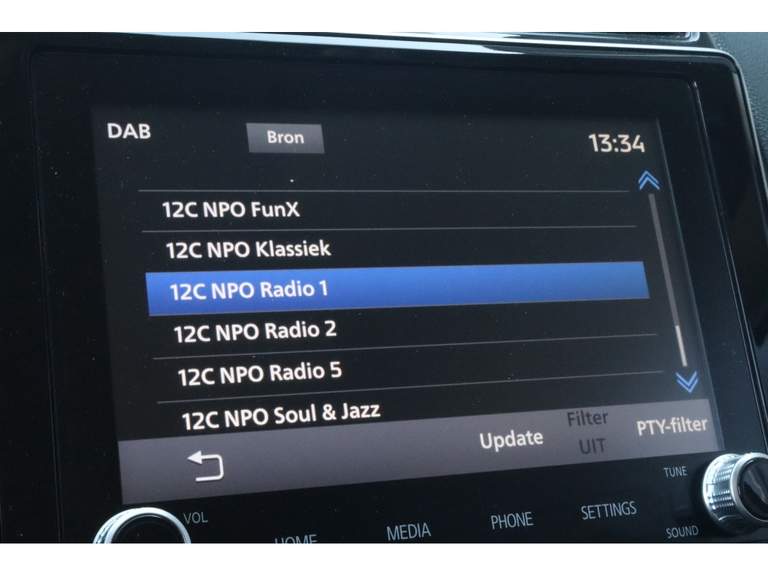 DAB
Bron
13:34
12C NPO FunX
12C NPO Klassiek
12C NPO Radio 1
12C NPO Radio 2
12C NPO Radio 5
12C NPO Soul & Jazz
Update
Filter
UIT
PTY-filter
VOL
HOME
MEDIA
PHONE
SETTINGS
TUNE
SOUND